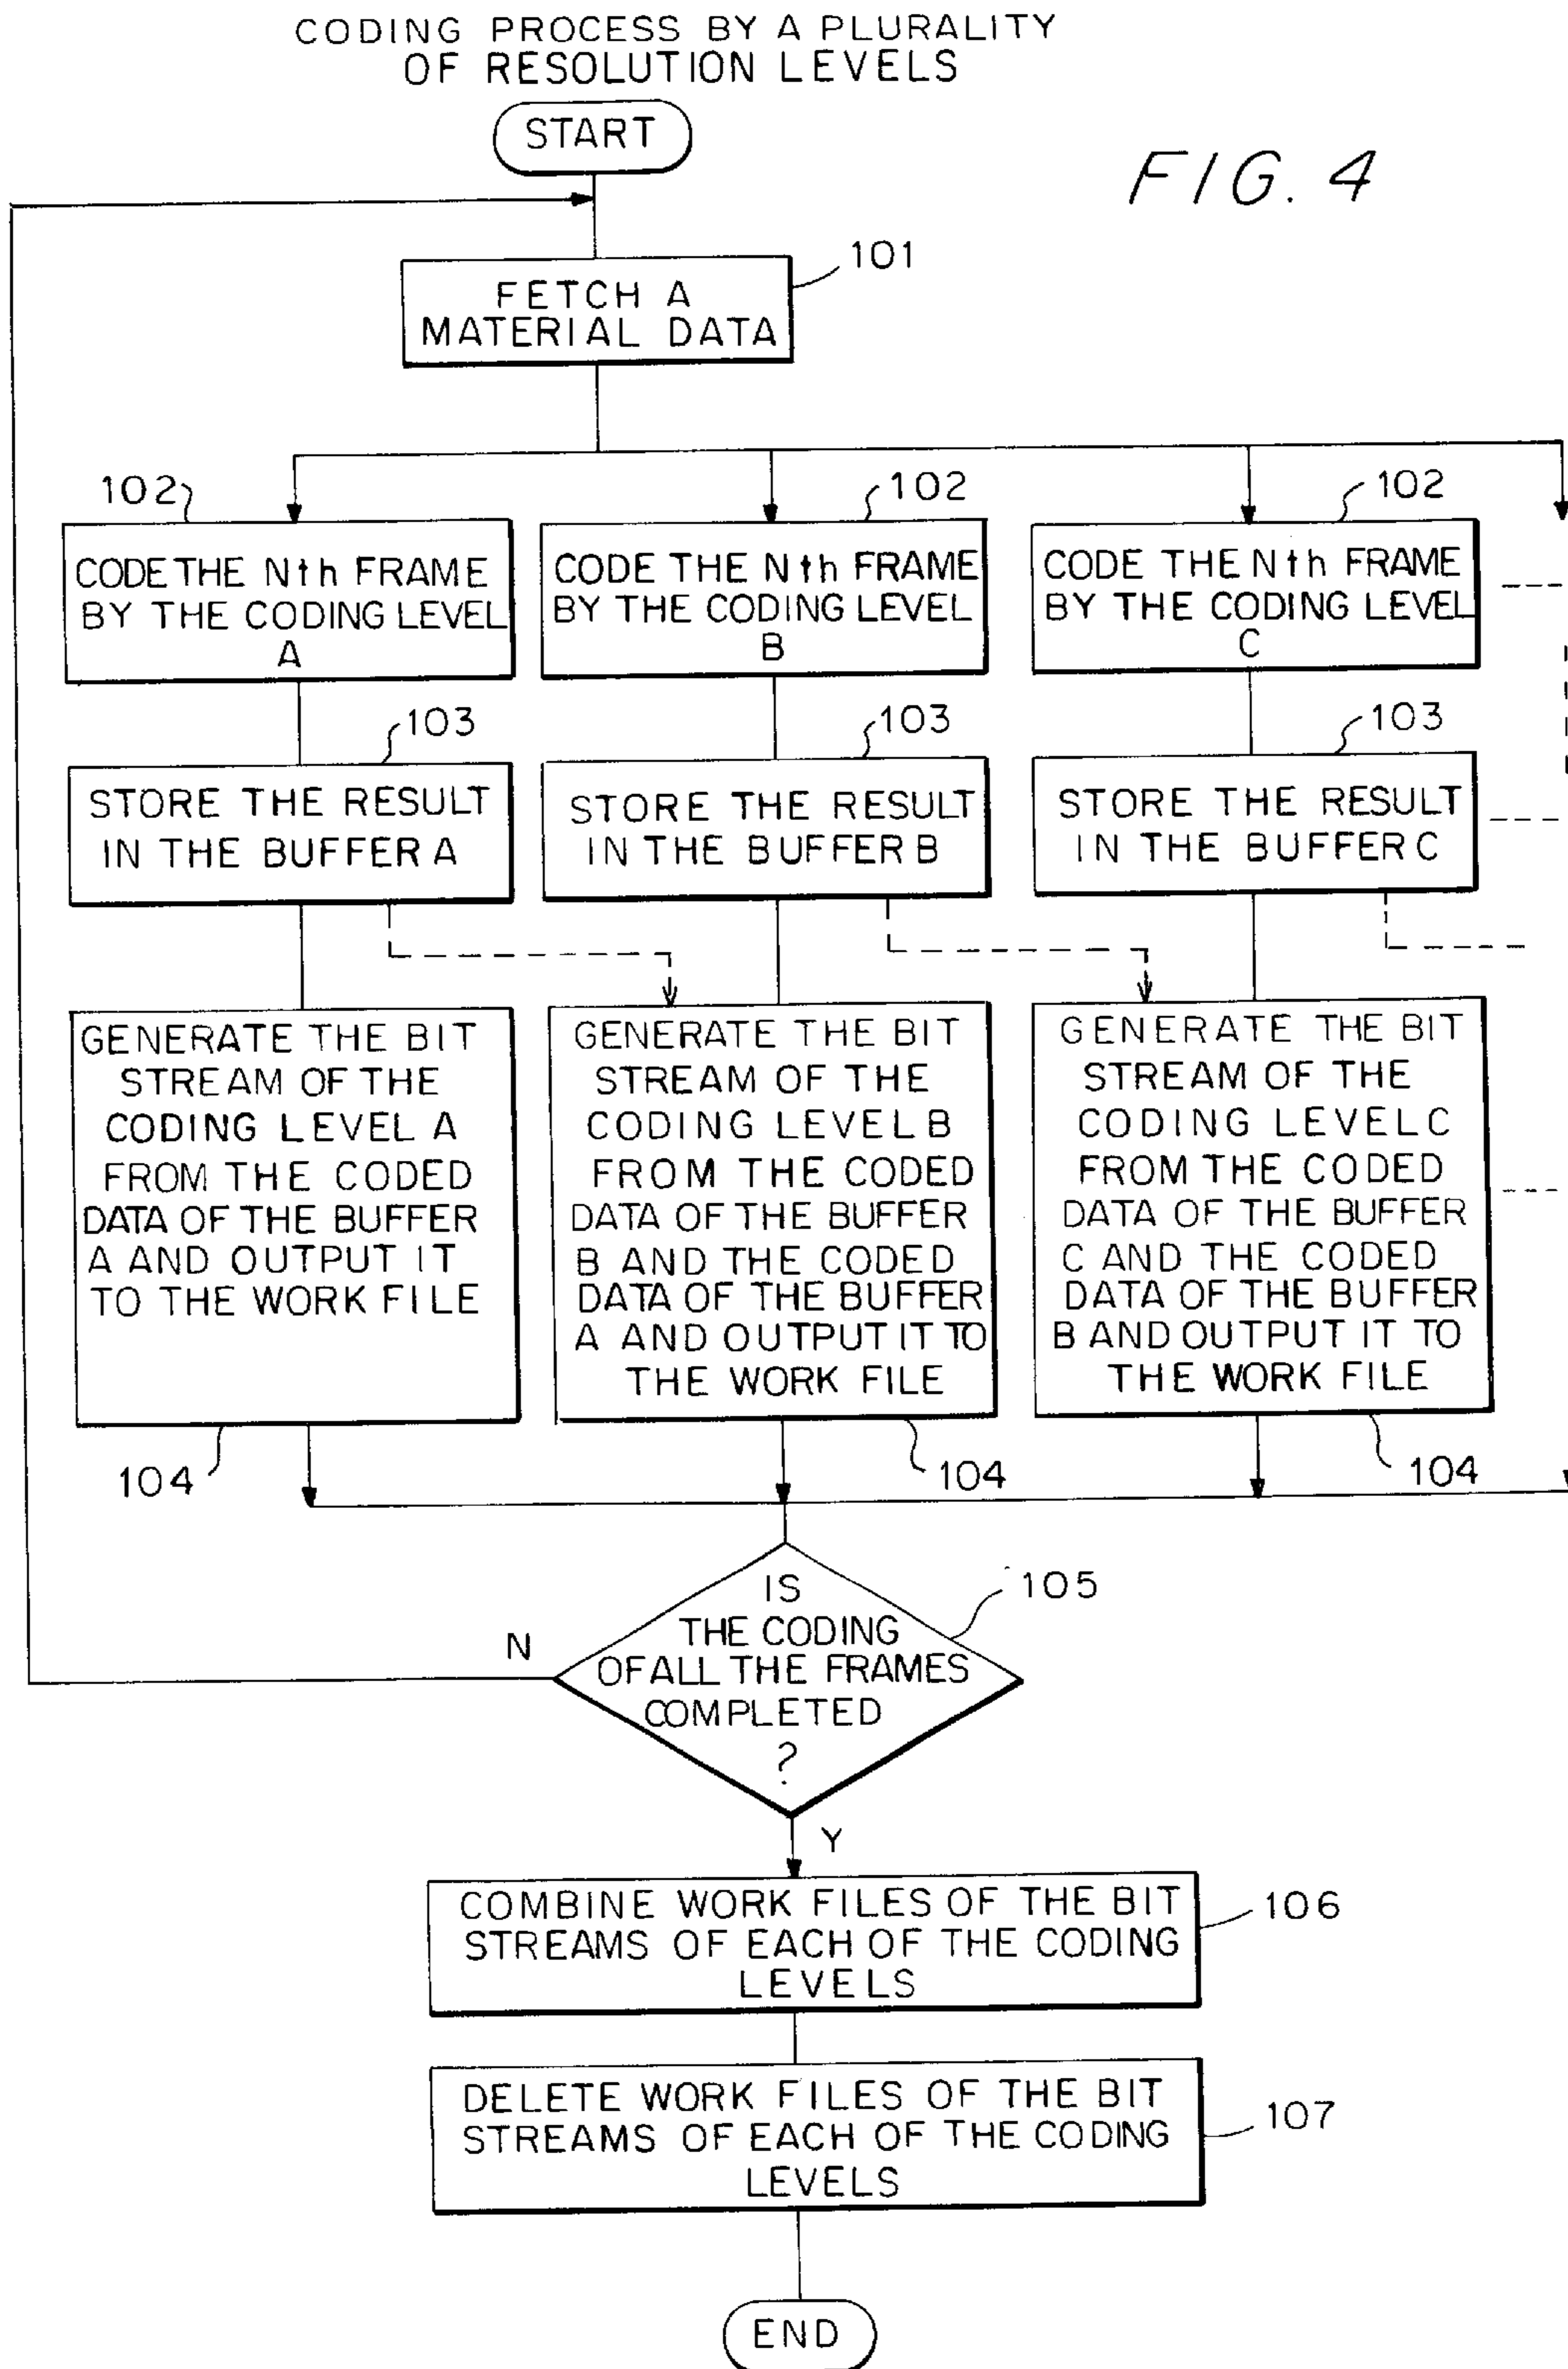 CODING PROCESS BY A PLURALITY
OF RESOLUTION LEVELS
START
FIG. 4
101
FETCH A
MATERIAL DATA
102
CODE THE Nth FRAME
BY THE CODING LEVEL
A
102
CODE THE Nth FRAME
BY THE CODING LEVEL
B
102
CODE THE Nth FRAME
BY THE CODING LEVEL
C
103
STORE THE RESULT
IN THE BUFFER A
103
STORE THE RESULT
IN THE BUFFER B
103
STORE THE RESULT
IN THE BUFFER C
GENERATE THE BIT
STREAM OF THE
CODING LEVEL A
FROM THE CODED
DATA OF THE BUFFER
A AND OUTPUT IT
TO THE WORK FILE
104
GENERATE THE BIT
STREAM OF THE
CODING LEVEL B
FROM THE CODED
DATA OF THE BUFFER
B AND THE CODED
DATA OF THE BUFFER
A AND OUTPUT IT TO
THE WORK FILE
104
GENERATE THE BIT
STREAM OF THE
CODING LEVEL C
FROM THE CODED
DATA OF THE BUFFER
C AND THE CODED
DATA OF THE BUFFER
B AND OUTPUT IT TO
THE WORK FILE
104
IS
THE CODING
OF ALL THE FRAMES
COMPLETED
?
105
N
Y
COMBINE WORK FILES OF THE BIT
STREAMS OF EACH OF THE CODING
LEVELS
106
DELETE WORK FILES OF THE BIT
STREAMS OF EACH OF THE CODING
LEVELS
107
END